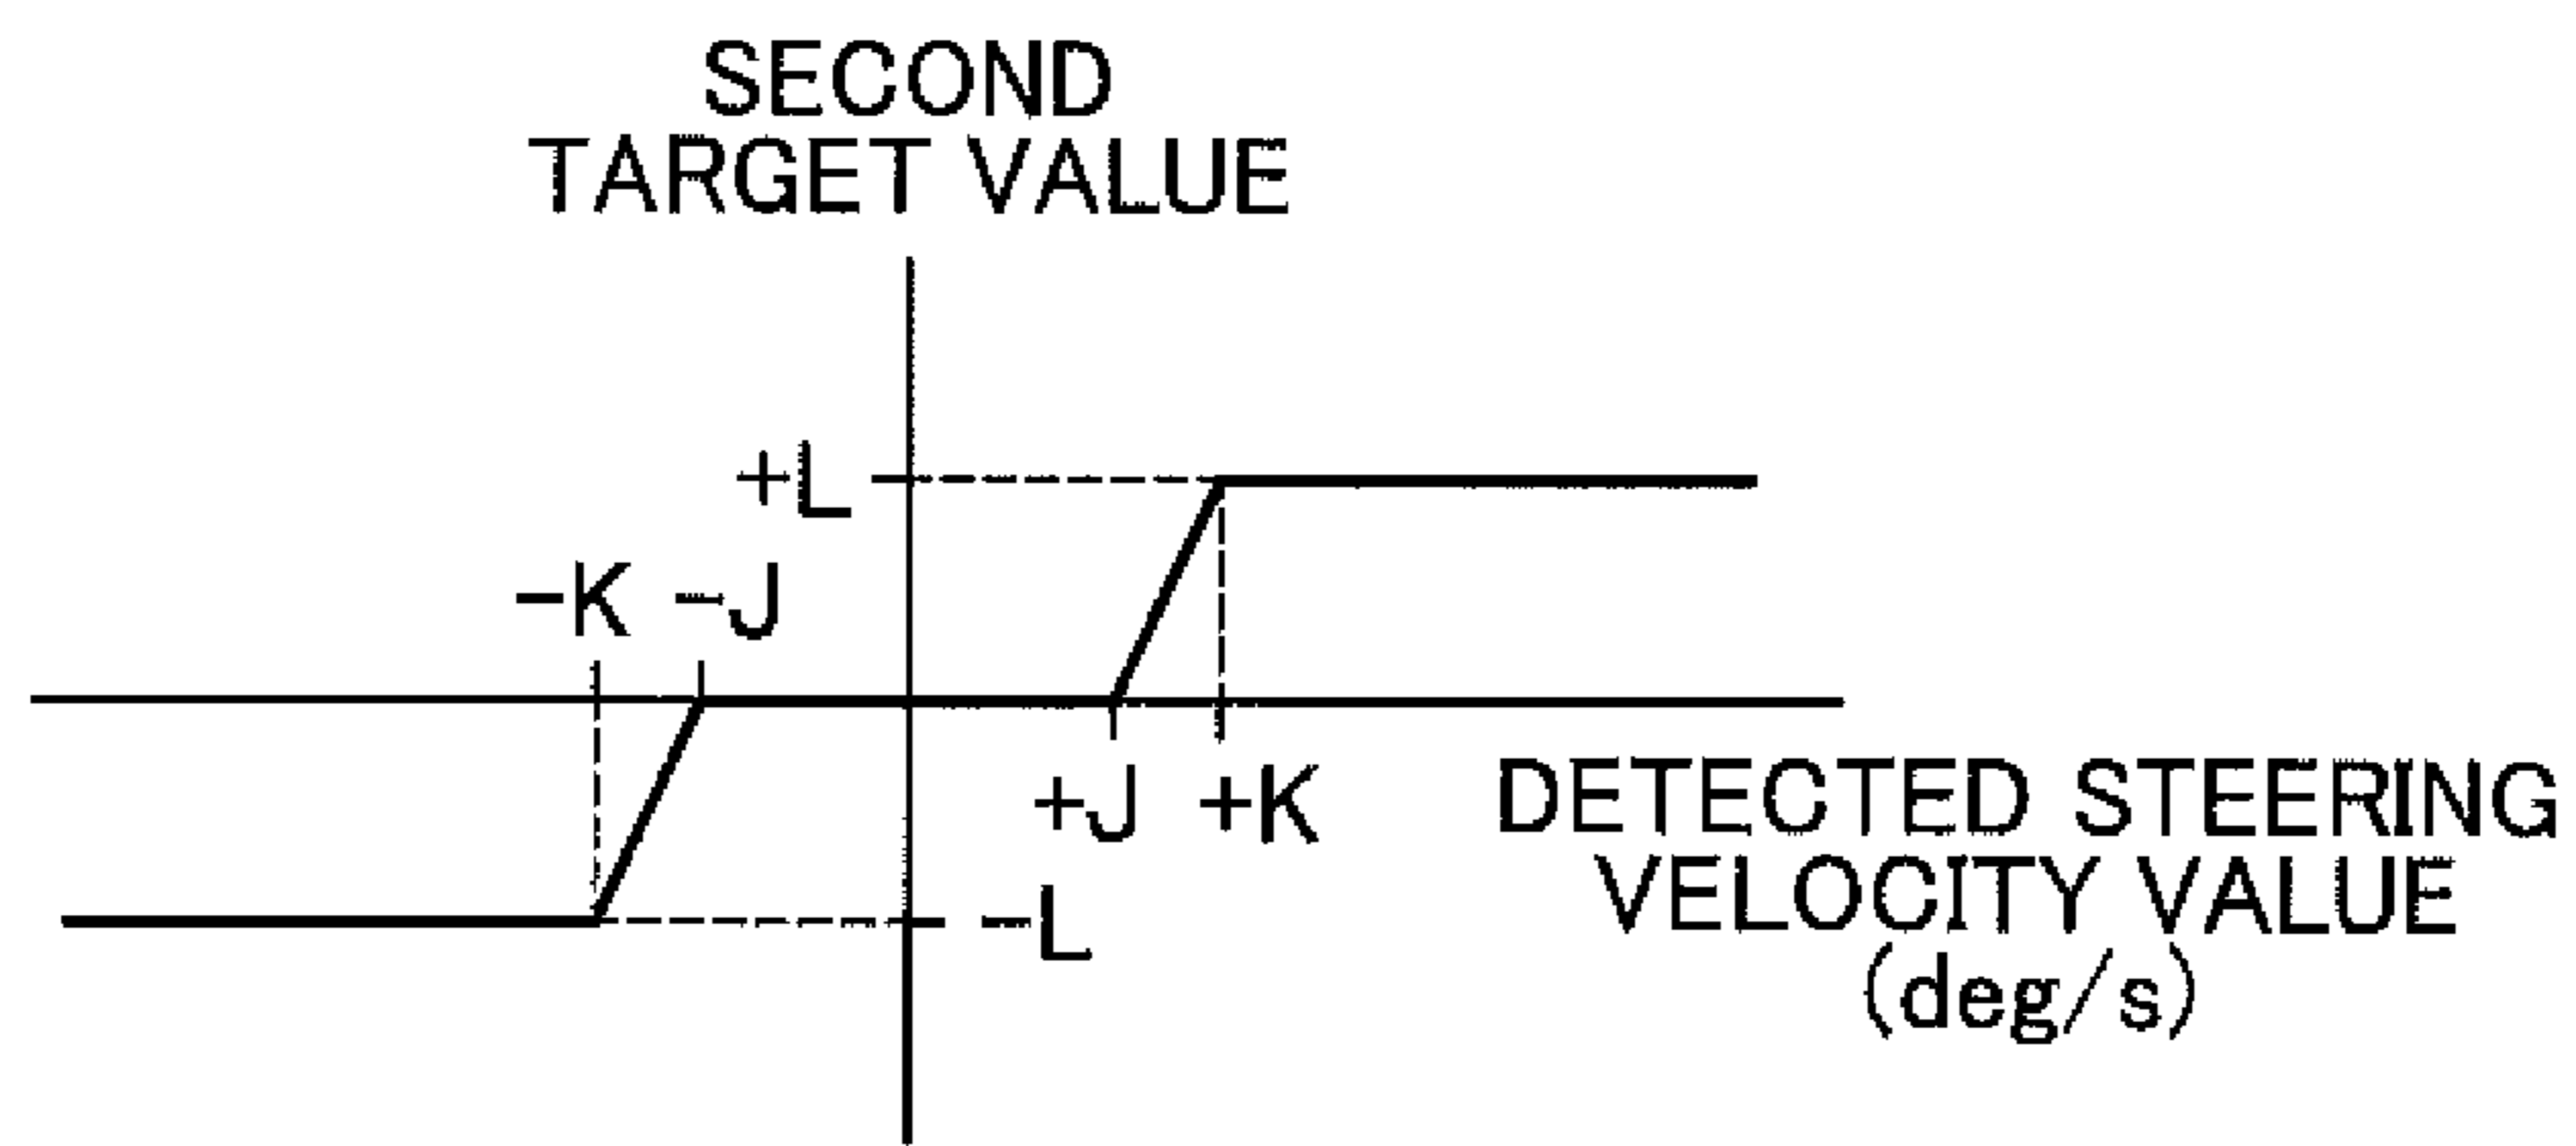 SECOND
TARGET VALUE
+L
-K -J
+J +K
-L
DETECTED STEERING
VELOCITY VALUE
(deg/s)